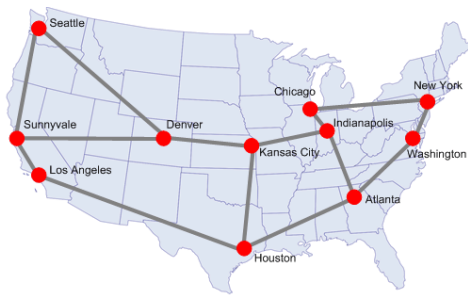 Seattle
New York
Chicago
Sunnyvale
Denver
Indianapolis
Kansas City
Washington
Los Angeles
Atlanta
Houston